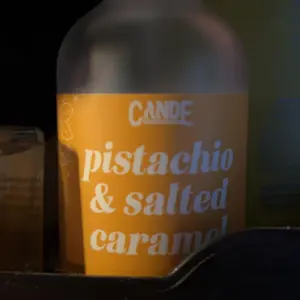 CANDE
pistachio
& salted
caramel